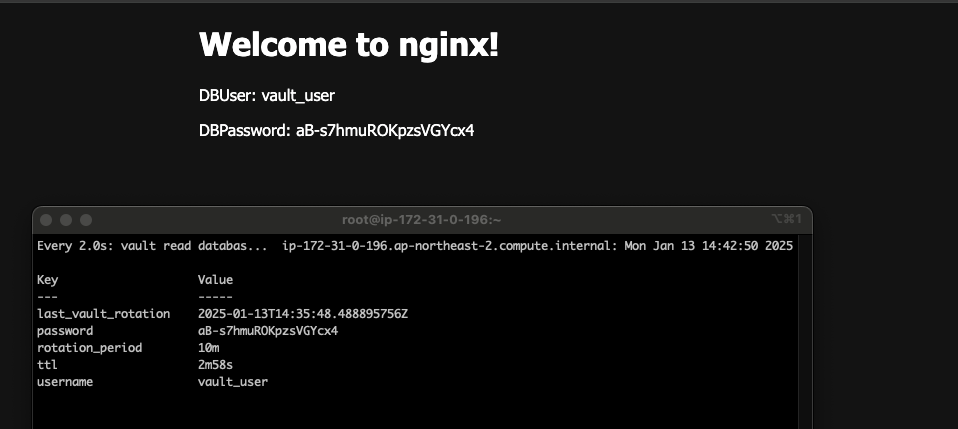 Welcome to nginx!
DBUser: vault_user
DBPassword: aB-s7hmuROKpzsVGYcx4
root@ip-172-31-0-196:~
⌥⌘1
Every 2.0s: vault read databas...  ip-172-31-0-196.ap-northeast-2.compute.internal: Mon Jan 13 14:42:50 2025
Key Value
--- -----
last_vault_rotation 2025-01-13T14:35:48.488895756Z
password aB-s7hmuROKpzsVGYcx4
rotation_period 10m
ttl 2m58s
username vault_user